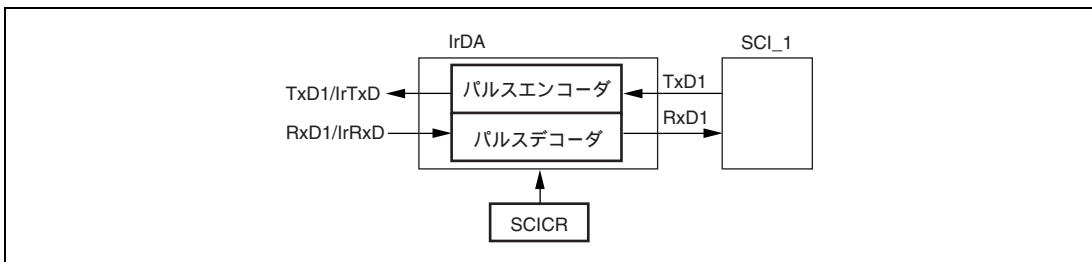 IrDA
SCI_1
TxD1/IrTxD
パルスエンコーダ
TxD1
RxD1/IrRxD
パルスデコーダ
RxD1
SCICR